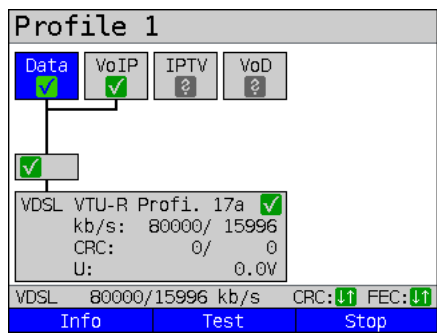 Profile 1
Data VoIP IPTV VoD
VDSL VTU-R Profi. 17a
kb/s: 80000/ 15996
CRC: 0/ 0
U: 0.0V
VDSL 80000/15996 kb/s CRC: FEC:
Info Test Stop